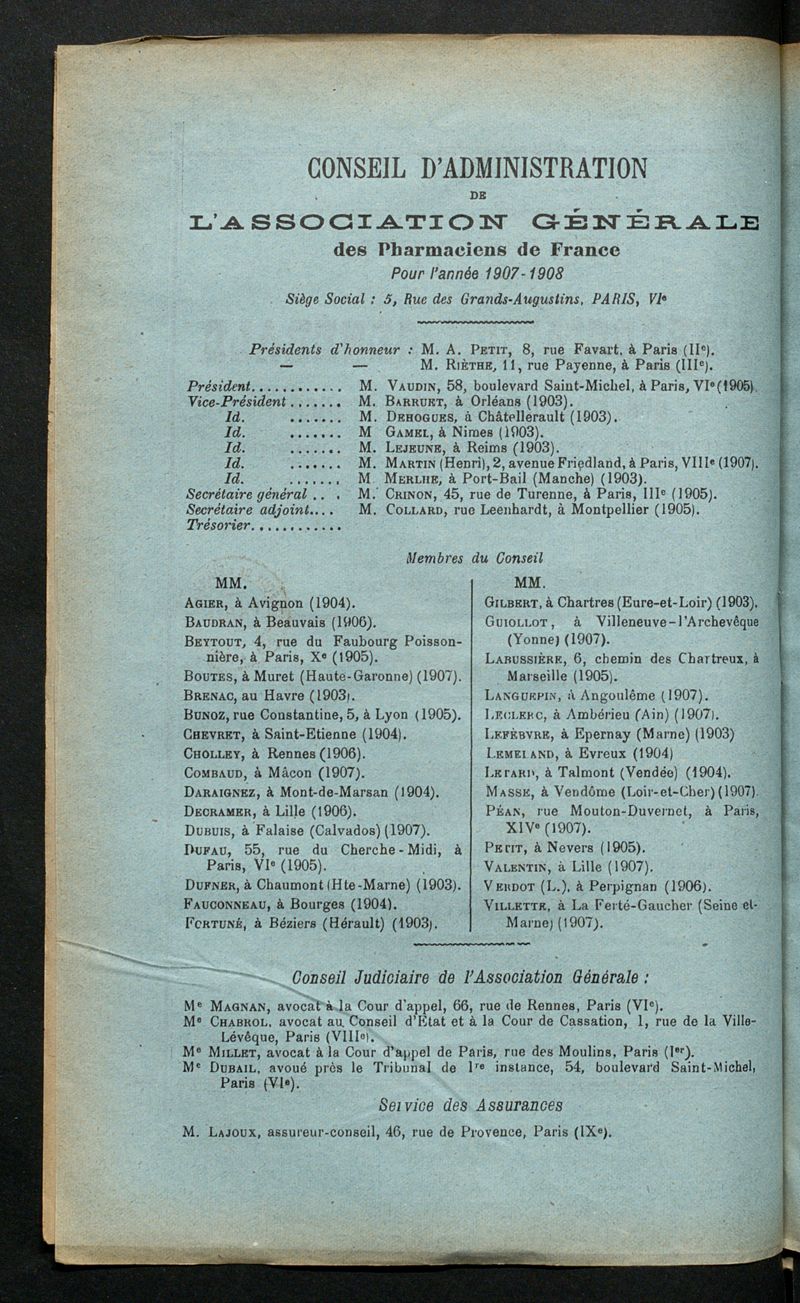 CONSEIL D'ADMINISTRATION
DE
L'ASSOCIATION GÉNÉRALE
des Pharmaciens de France
Pour l'année 1907-1908
Siège Social : 5, Rue des Grands-Augustins, PARIS, VIe
Présidents d'honneur : M. A. PETIT, 8, rue Favart, à Paris (IIe).
— — M. RIÈTHE, 11, rue Payenne, à Paris (IIIe).
Président............ M. VAUDIN, 58, boulevard Saint-Michel, à Paris, VIe (1905)
Vice-Président ....... M. BARRUET, à Orléans (1903).
Id. ....... M. DEHOGUES, à Châtellerault (1903).
Id. ....... M GAMEL, à Nimes (1903).
Id. ....... M. LEJEUNE, à Reims (1903).
Id. ....... M. MARTIN (Henri), 2, avenue Friedland, à Paris, VIIIe (1907).
Id. ....... M MERLHE, à Port-Bail (Manche) (1903).
Secrétaire général .. . M. CRINON, 45, rue de Turenne, à Paris, IIIe (1905).
Secrétaire adjoint.... M. COLLARD, rue Leenhardt, à Montpellier (1905).
Trésorier............
Membres du Conseil
MM.
AGIER, à Avignon (1904).
BAUDRAN, à Beauvais (1906).
BEYTOUT, 4, rue du Faubourg Poisson-
nière, à Paris, Xe (1905).
BOUTES, à Muret (Haute-Garonne) (1907).
BRENAC, au Havre (1903).
BUNOZ, rue Constantine, 5, à Lyon (1905).
CHEVRET, à Saint-Etienne (1904).
CHOLLEY, à Rennes (1906).
COMBAUD, à Mâcon (1907).
DARAIGNEZ, à Mont-de-Marsan (1904).
DECRAMER, à Lille (1906).
DUBUIS, à Falaise (Calvados) (1907).
DUFAU, 55, rue du Cherche-Midi, à
Paris, VIe (1905).
DUFNER, à Chaumont (Hte-Marne) (1903).
FAUCONNEAU, à Bourges (1904).
FORTUNÉ, à Béziers (Hérault) (1903).
MM.
GILBERT, à Chartres (Eure-et-Loir) (1903).
GUIOLLOT, à Villeneuve-l'Archevêque
(Yonne) (1907).
LABUSSIÈRE, 6, chemin des Chartreux, à
Marseille (1905).
LANGUEPIN, à Angoulême (1907).
LECLERC, à Ambérieu (Ain) (1907).
LEFÈBVRE, à Epernay (Marne) (1903)
LEMELAND, à Evreux (1904)
LETARD, à Talmont (Vendée) (1904).
MASSE, à Vendôme (Loir-et-Cher) (1907).
PÉAN, rue Mouton-Duvernet, à Paris,
XIVe (1907).
PETIT, à Nevers (1905).
VALENTIN, à Lille (1907).
VERDOT (L.), à Perpignan (1906).
VILLETTE, à La Ferté-Gaucher (Seine et-
Marne) (1907).
Conseil Judiciaire de l'Association Générale :
Me MAGNAN, avocat à la Cour d'appel, 66, rue de Rennes, Paris (VIe).
Me CHABROL, avocat au Conseil d'État et à la Cour de Cassation, 1, rue de la Ville-
Lévêque, Paris (VIIIe).
Me MILLET, avocat à la Cour d'appel de Paris, rue des Moulins, Paris (Ier).
Me DUBAIL, avoué près le Tribunal de 1re instance, 54, boulevard Saint-Michel,
Paris (VIe).
Service des Assurances
M. LAJOUX, assureur-conseil, 46, rue de Provence, Paris (IXe).